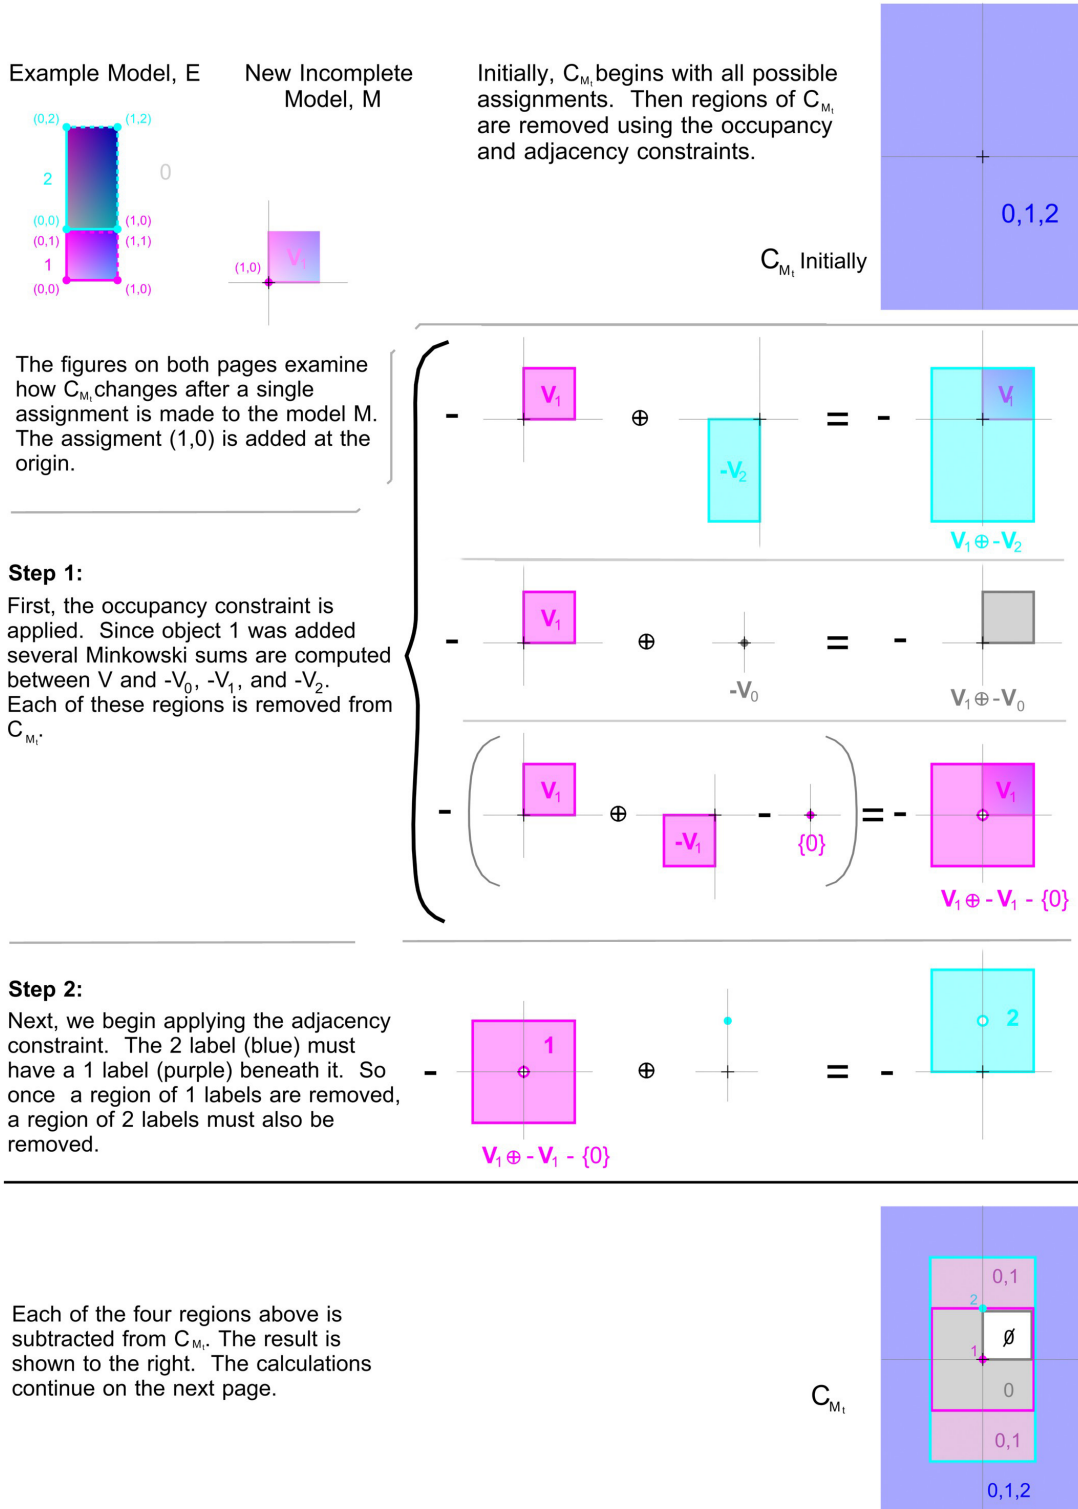 Example Model, E
New Incomplete
Model, M
(0,2)
(1,2)
2
0
(0,0)
(1,0)
(0,1)
(1,1)
1
(0,0)
(1,0)
(1,0)
V₁
Initially, C_Mₜ begins with all possible
assignments. Then regions of C_Mₜ
are removed using the occupancy
and adjacency constraints.
0,1,2
C_Mₜ Initially
The figures on both pages examine
how C_Mₜ changes after a single
assignment is made to the model M.
The assigment (1,0) is added at the
origin.
- V₁ ⊕ -V₂ = - V₁
V₁ ⊕ -V₂
Step 1:
First, the occupancy constraint is
applied. Since object 1 was added
several Minkowski sums are computed
between V and -V₀, -V₁, and -V₂.
Each of these regions is removed from
C_Mₜ.
- V₁ ⊕ = -
-V₀
V₁ ⊕ -V₀
- ( V₁ ⊕ -V₁ - {0} ) = - V₁
V₁ ⊕ - V₁ - {0}
Step 2:
Next, we begin applying the adjacency
constraint. The 2 label (blue) must
have a 1 label (purple) beneath it. So
once a region of 1 labels are removed,
a region of 2 labels must also be
removed.
- 1 ⊕ = - 2
V₁ ⊕ - V₁ - {0}
Each of the four regions above is
subtracted from C_Mₜ. The result is
shown to the right. The calculations
continue on the next page.
C_Mₜ
0,1
2
ø
1
0
0,1
0,1,2